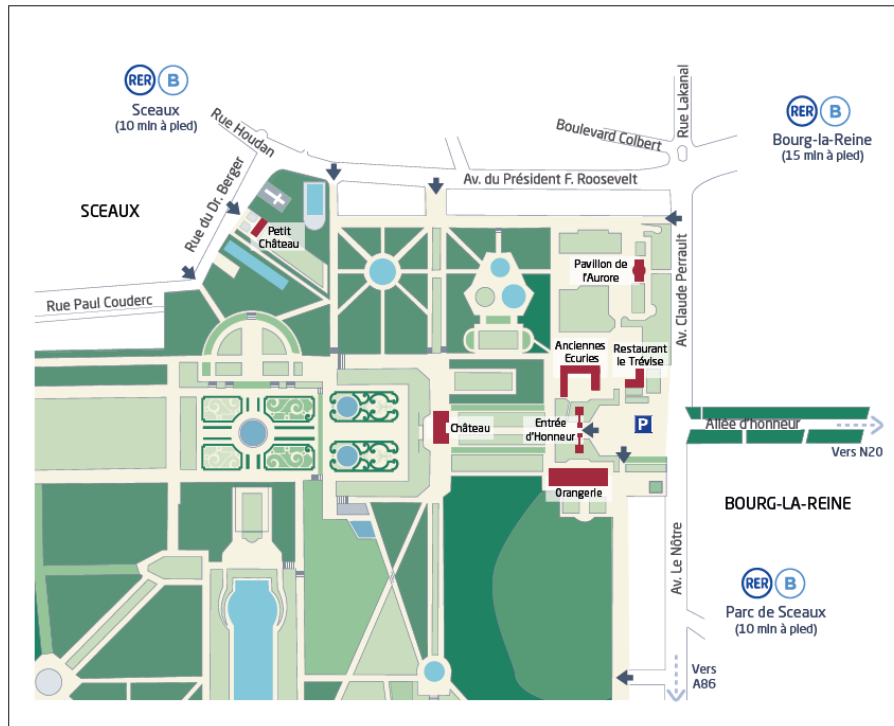 RER B
Sceaux
(10 min à pied)
Rue Houdan
Boulevard Colbert
Rue Lakanal
RER B
Bourg-la-Reine
(15 min à pied)
Av. du Président F. Roosevelt
SCEAUX
Rue du Dr. Berger
Petit
Château
Pavillon de
l'Aurore
Av. Claude Perrault
Rue Paul Couderc
Anciennes
Ecuries
Restaurant
le Trévise
Château
Entrée
d'Honneur
P
Allée d'honneur
Vers N20
Orangerie
BOURG-LA-REINE
Av. Le Nôtre
RER B
Parc de Sceaux
(10 min à pied)
Vers
A86